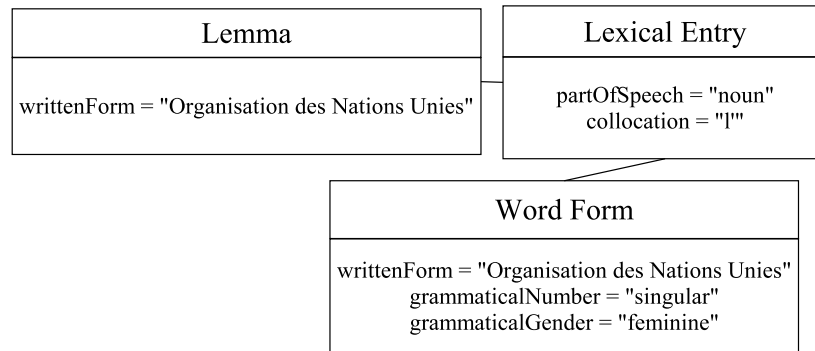 Lemma
writtenForm = "Organisation des Nations Unies"
Lexical Entry
partOfSpeech = "noun"
collocation = "l'"
Word Form
writtenForm = "Organisation des Nations Unies"
grammaticalNumber = "singular"
grammaticalGender = "feminine"